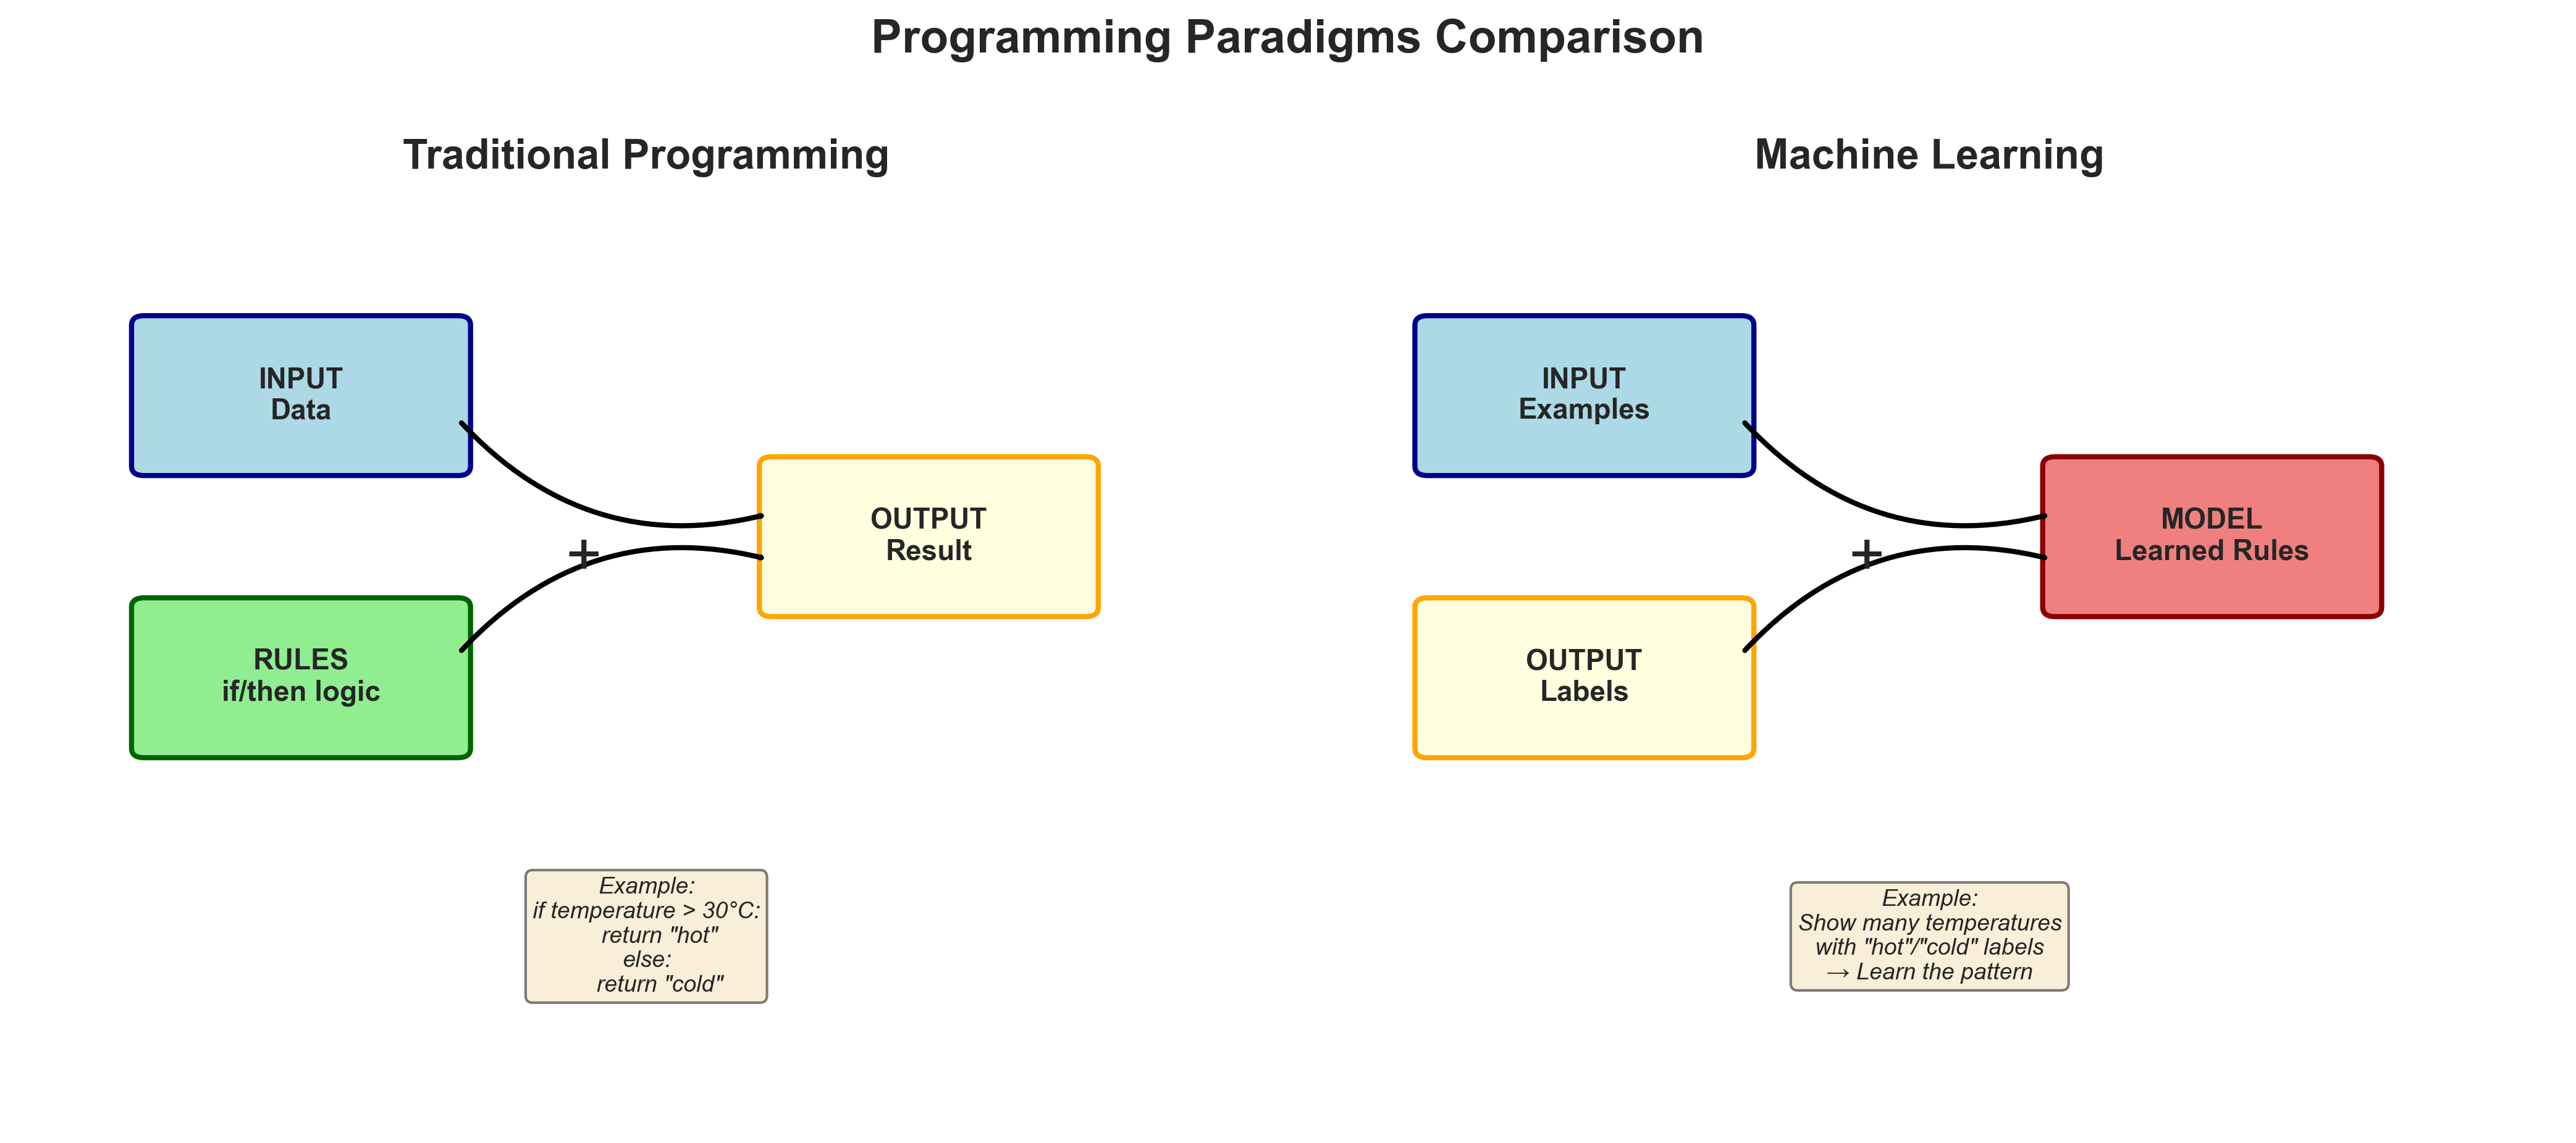 Programming Paradigms Comparison
Traditional Programming
INPUT
Data
RULES
if/then logic
+
OUTPUT
Result
Example:
if temperature > 30°C:
return "hot"
else:
return "cold"
Machine Learning
INPUT
Examples
OUTPUT
Labels
+
MODEL
Learned Rules
Example:
Show many temperatures
with "hot"/"cold" labels
→ Learn the pattern